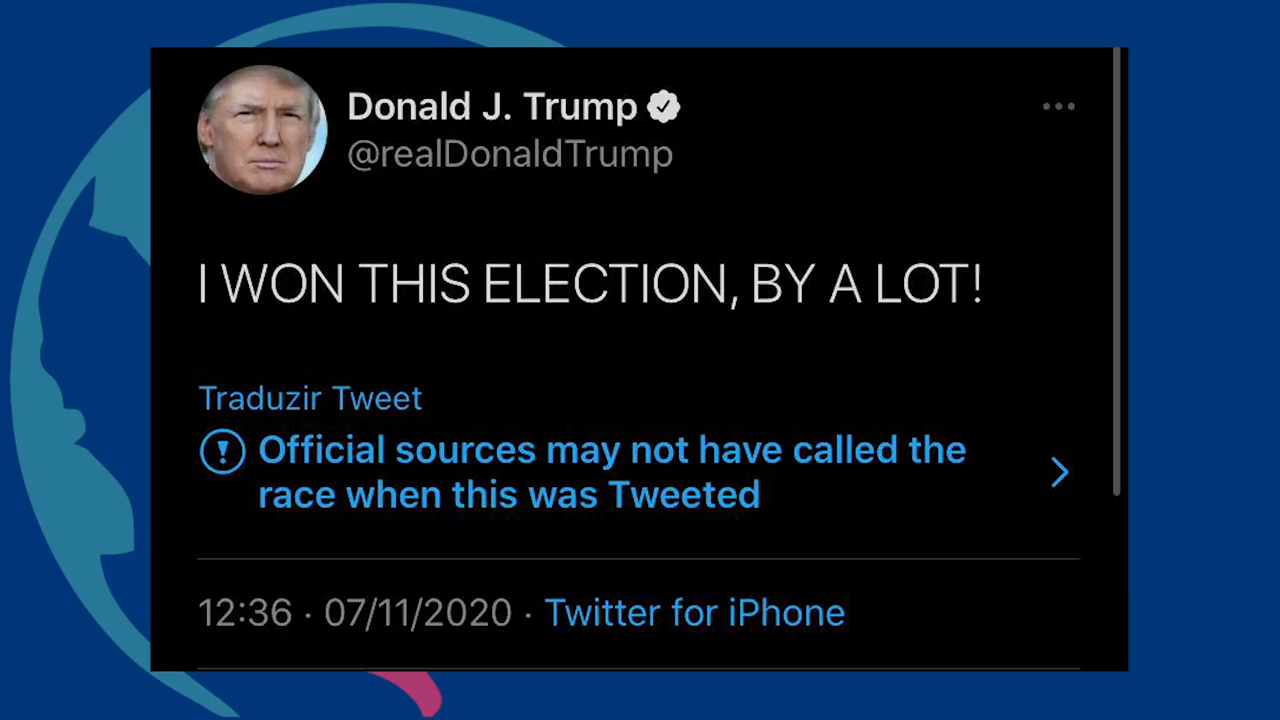 Donald J. Trump
@realDonaldTrump
I WON THIS ELECTION, BY A LOT!
Traduzir Tweet
Official sources may not have called the
race when this was Tweeted
12:36 · 07/11/2020 · Twitter for iPhone